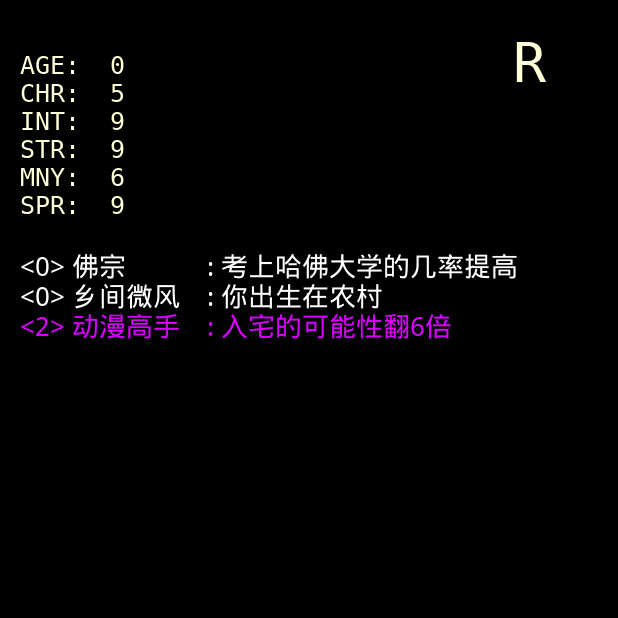 R
AGE: 0
CHR: 5
INT: 9
STR: 9
MNY: 6
SPR: 9
<O> 佛宗 : 考上哈佛大学的几率提高
<O> 乡间微风 : 你出生在农村
<2> 动漫高手 : 入宅的可能性翻6倍